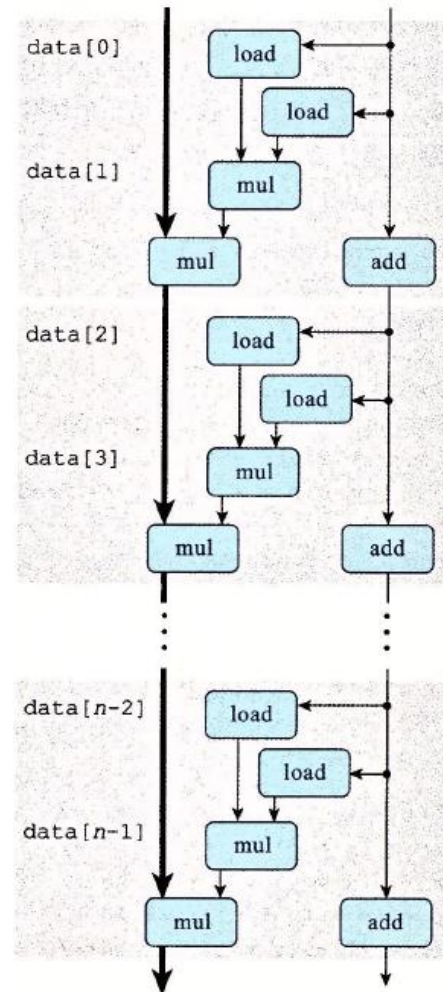 data[0]
load
load
data[1]
mul
mul
add
data[2]
load
load
data[3]
mul
mul
add
data[n-2]
load
load
data[n-1]
mul
mul
add